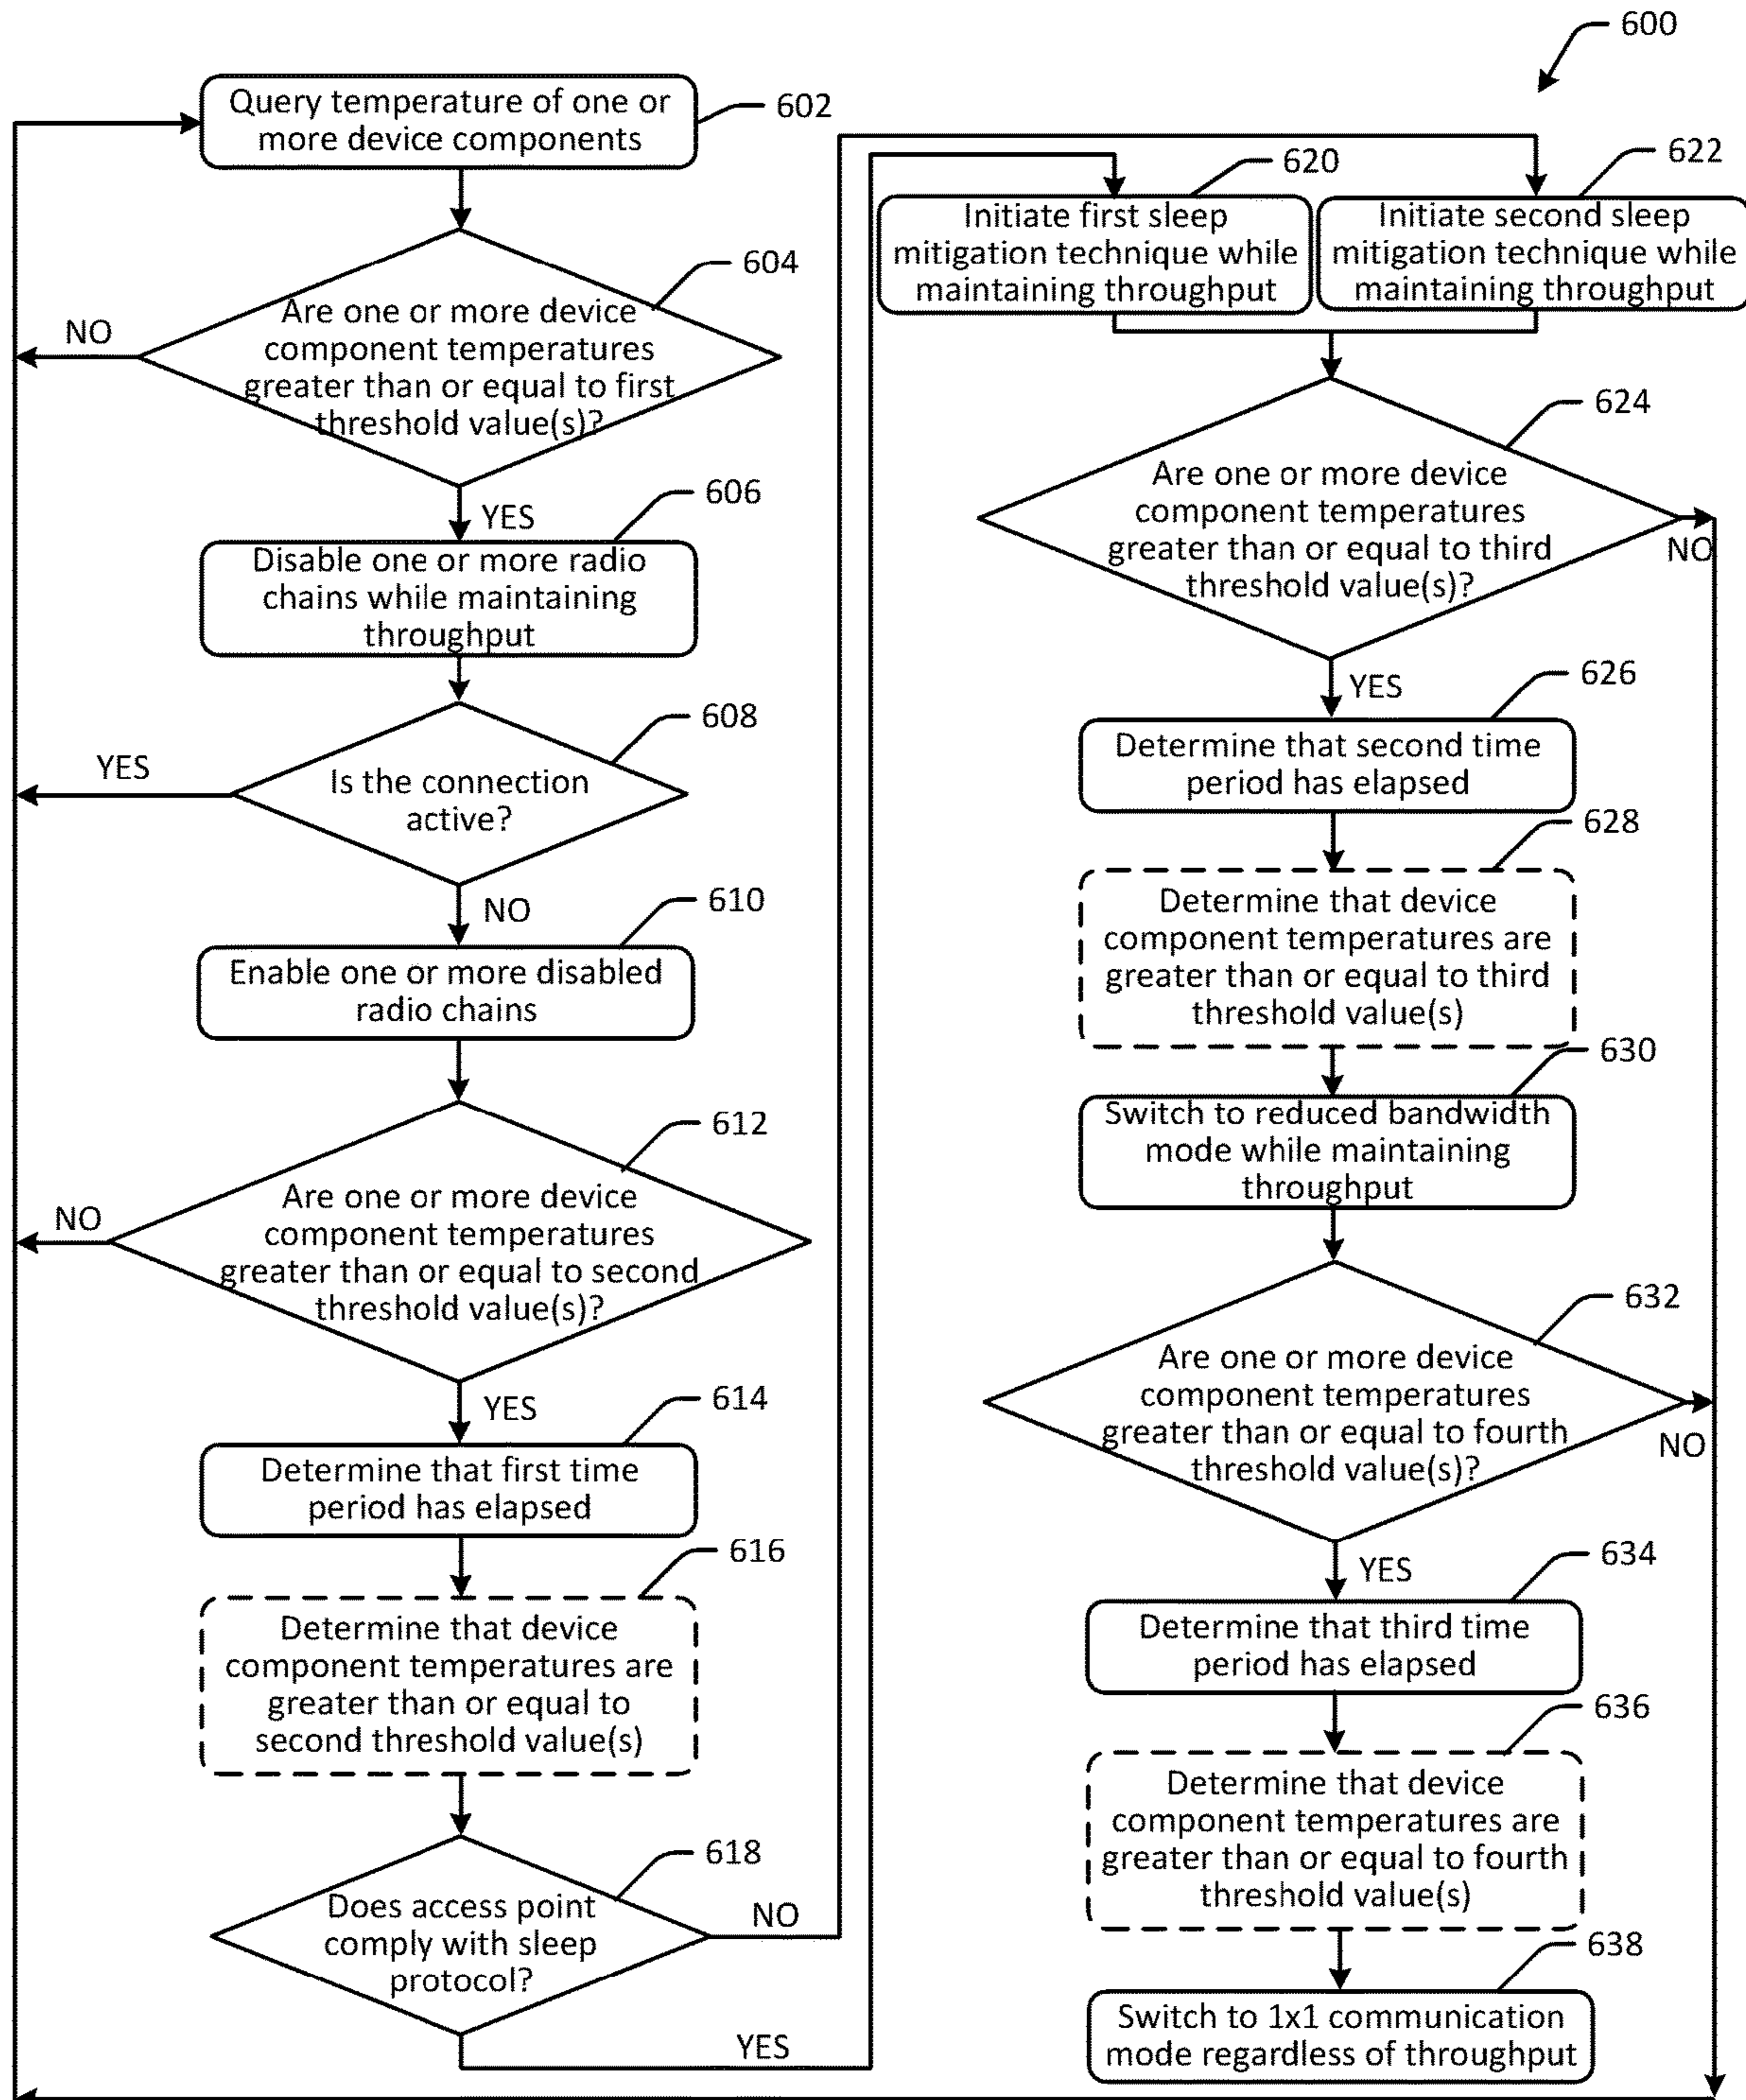 600
Query temperature of one or
more device components
602
604
Are one or more device
component temperatures
greater than or equal to first
threshold value(s)?
NO
YES
606
Disable one or more radio
chains while maintaining
throughput
608
YES
Is the connection
active?
NO
610
Enable one or more disabled
radio chains
612
Are one or more device
component temperatures
greater than or equal to second
threshold value(s)?
NO
YES
614
Determine that first time
period has elapsed
616
Determine that device
component temperatures are
greater than or equal to
second threshold value(s)
618
Does access point
comply with sleep
protocol?
NO
YES
620
Initiate first sleep
mitigation technique while
maintaining throughput
622
Initiate second sleep
mitigation technique while
maintaining throughput
624
Are one or more device
component temperatures
greater than or equal to third
threshold value(s)?
NO
YES
626
Determine that second time
period has elapsed
628
Determine that device
component temperatures are
greater than or equal to third
threshold value(s)
630
Switch to reduced bandwidth
mode while maintaining
throughput
632
Are one or more device
component temperatures
greater than or equal to fourth
threshold value(s)?
NO
YES
634
Determine that third time
period has elapsed
636
Determine that device
component temperatures are
greater than or equal to fourth
threshold value(s)
638
Switch to 1x1 communication
mode regardless of throughput